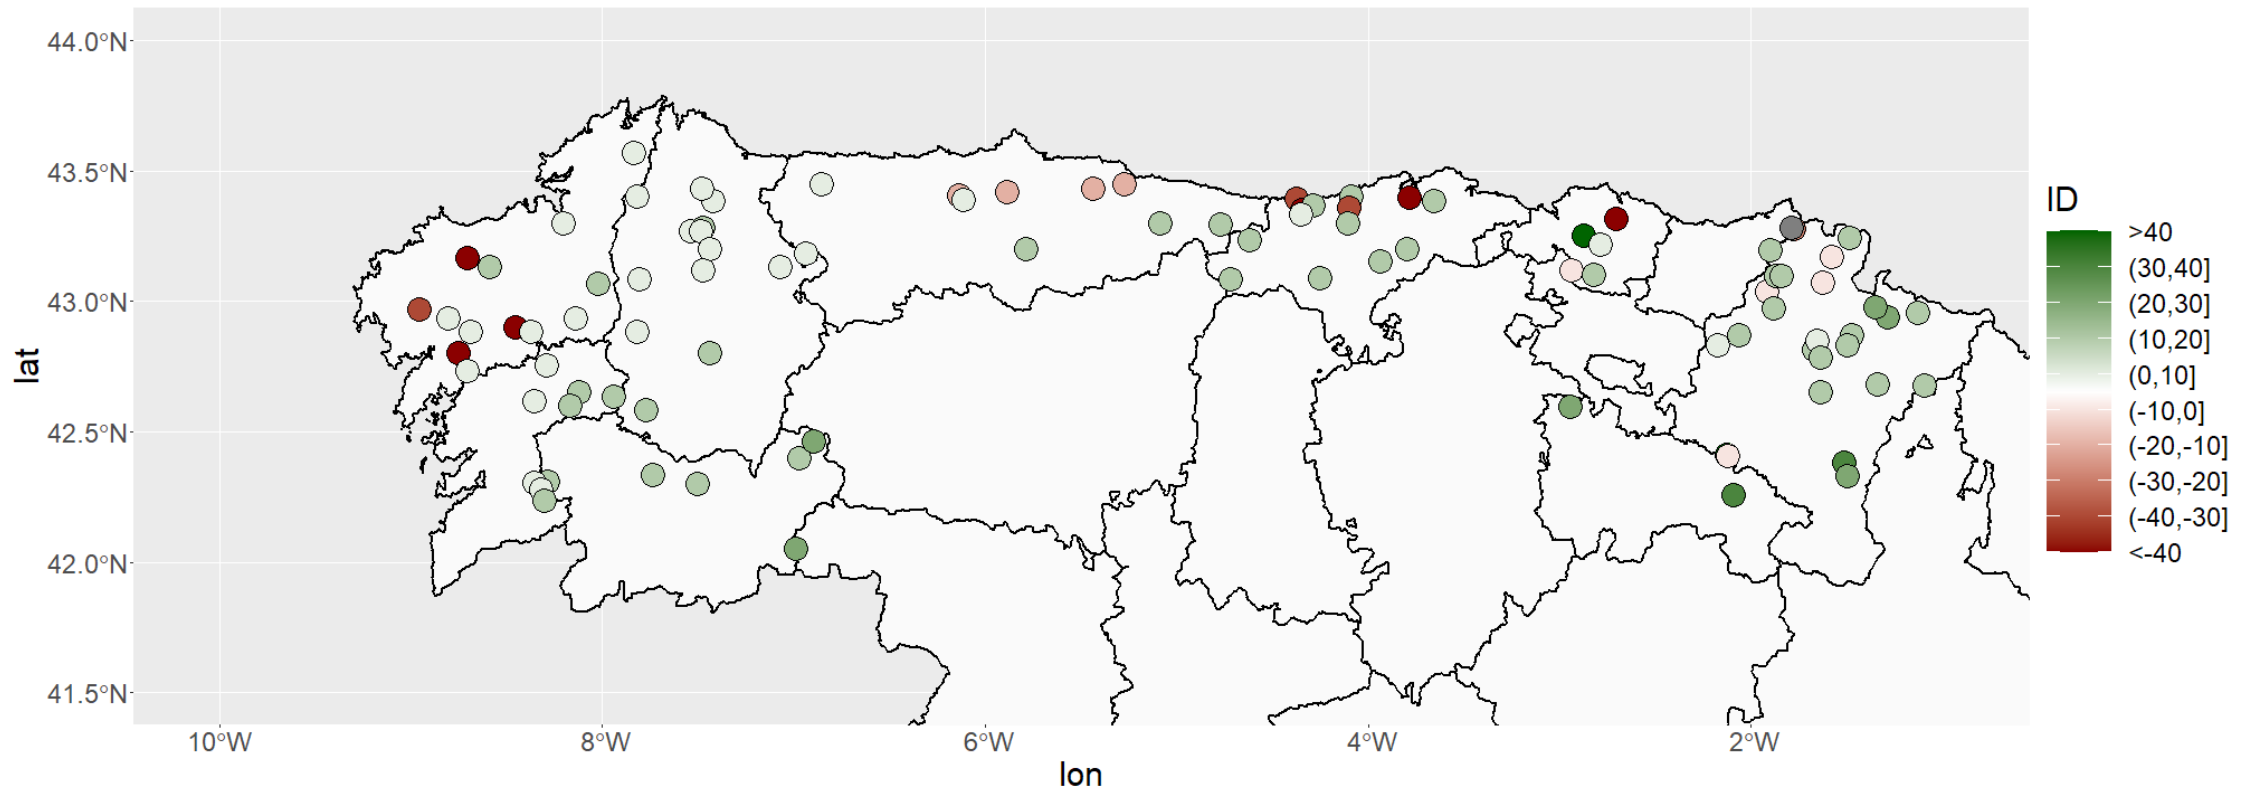 44.0°N
43.5°N
43.0°N
42.5°N
42.0°N
41.5°N
lat
10°W
8°W
6°W
4°W
2°W
lon
ID
>40
(30,40]
(20,30]
(10,20]
(0,10]
(-10,0]
(-20,-10]
(-30,-20]
(-40,-30]
<-40